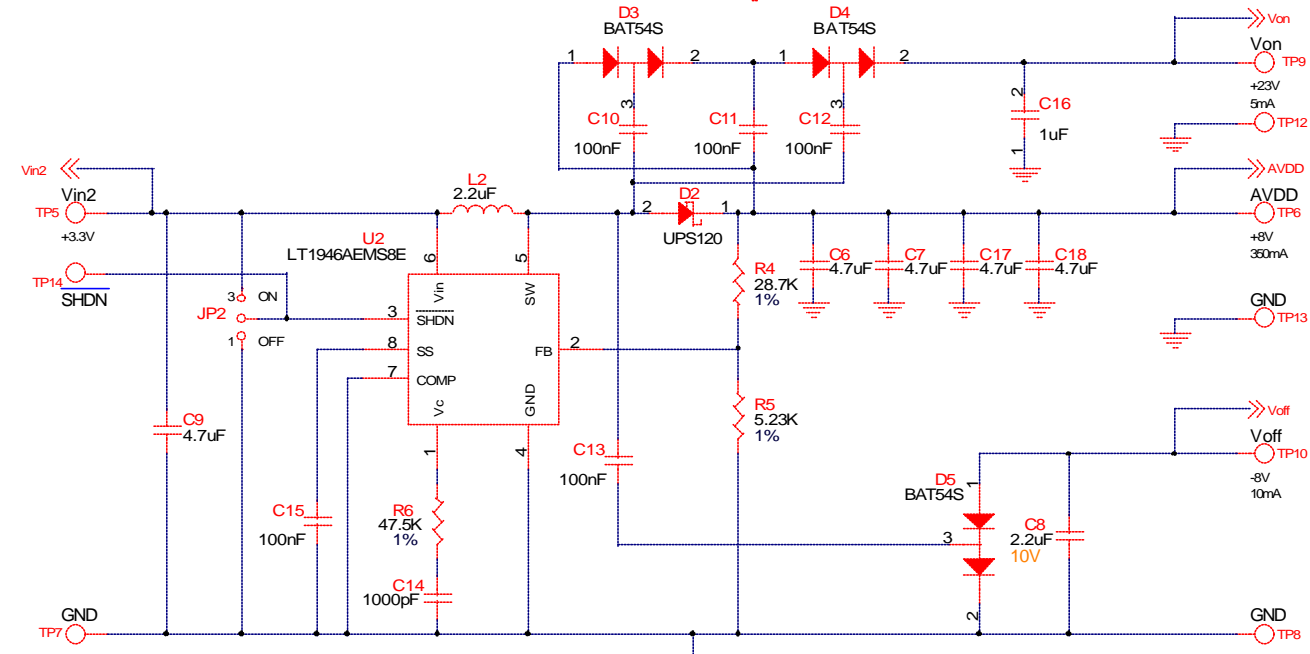 D3
BAT54S
D4
BAT54S
Von
Von
TP9
+23V
5mA
1
2
1
2
3
3
C10
100nF
C11
100nF
C12
100nF
2
C16
1uF
1
TP12
Vin2
Vin2
TP5
+3.3V
L2
2.2uF
D2
2
1
UPS120
AVDD
AVDD
TP6
+8V
350mA
U2
LT1946AEMS8E
6
5
Vin
SW
C6
4.7uF
C7
4.7uF
C17
4.7uF
C18
4.7uF
R4
28.7K
1%
TP14
SHDN
3
ON
JP2
1
OFF
3
SHDN
8
SS
7
COMP
FB
2
Vc
GND
1
4
GND
TP13
R5
5.23K
1%
C9
4.7uF
C13
100nF
Voff
Voff
TP10
-8V
10mA
D5
BAT54S
1
3
2
C8
2.2uF
10V
C15
100nF
R6
47.5K
1%
C14
1000pF
GND
TP7
GND
TP8